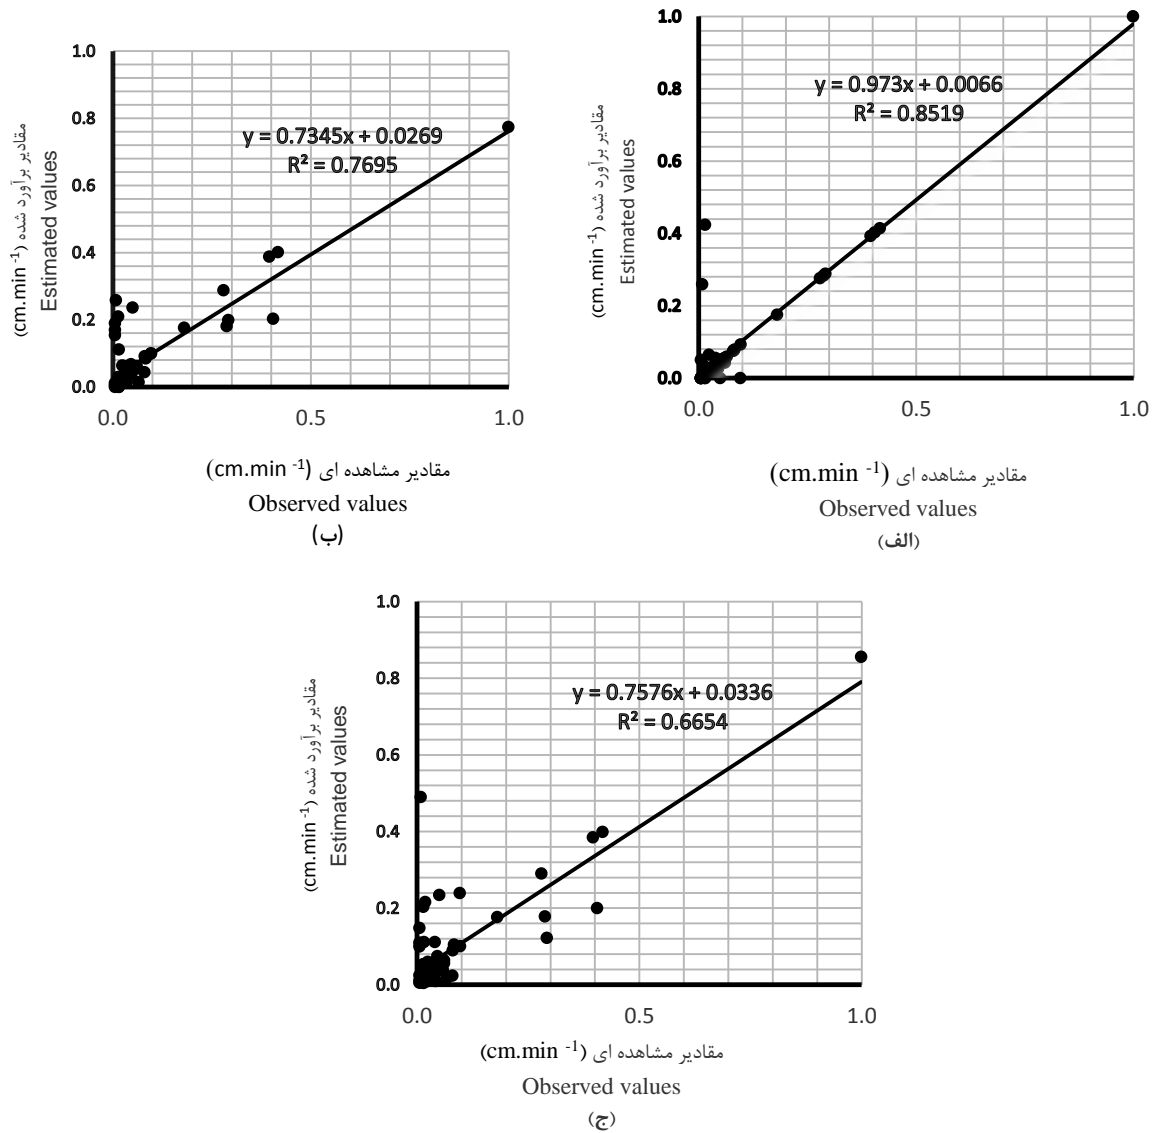 1.0
0.8
0.6
0.4
0.2
0.0
0.0
0.5
1.0
y = 0.973x + 0.0066
R² = 0.8519
مقادیر برآورد شده (cm.min ⁻¹)
Estimated values
مقادیر مشاهده ای (cm.min ⁻¹)
Observed values
(الف)
1.0
0.8
0.6
0.4
0.2
0.0
0.0
0.5
1.0
y = 0.7345x + 0.0269
R² = 0.7695
مقادیر برآورد شده (cm.min ⁻¹)
Estimated values
مقادیر مشاهده ای (cm.min ⁻¹)
Observed values
(ب)
1.0
0.8
0.6
0.4
0.2
0.0
0.0
0.5
1.0
y = 0.7576x + 0.0336
R² = 0.6654
مقادیر برآورد شده (cm.min ⁻¹)
Estimated values
مقادیر مشاهده ای (cm.min ⁻¹)
Observed values
(ج)